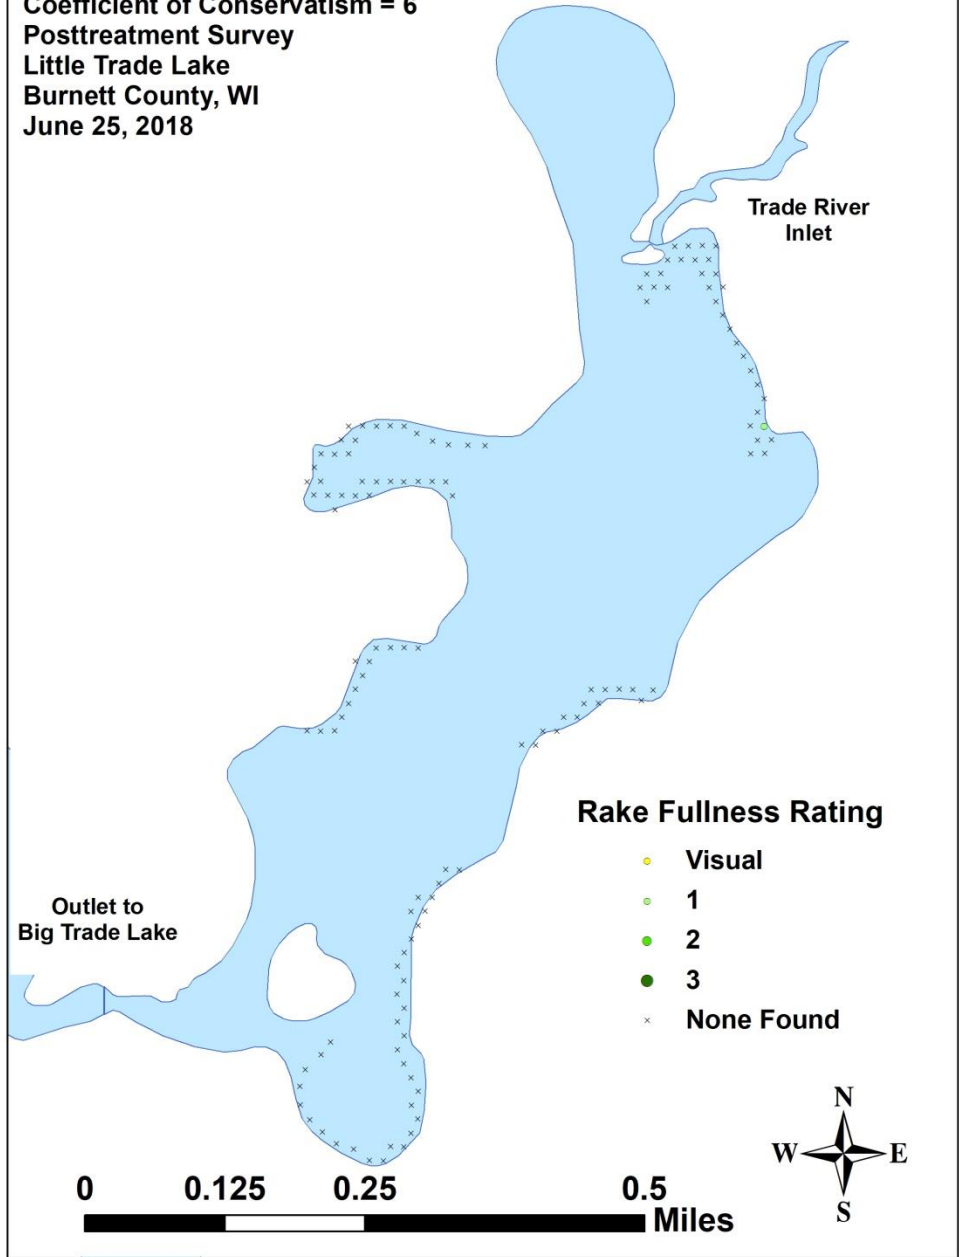 Coefficient of Conservatism = 6
Posttreatment Survey
Little Trade Lake
Burnett County, WI
June 25, 2018
Trade River
Inlet
Rake Fullness Rating
Visual
1
2
3
None Found
Outlet to
Big Trade Lake
N
W E
S
0 0.125 0.25 0.5
Miles